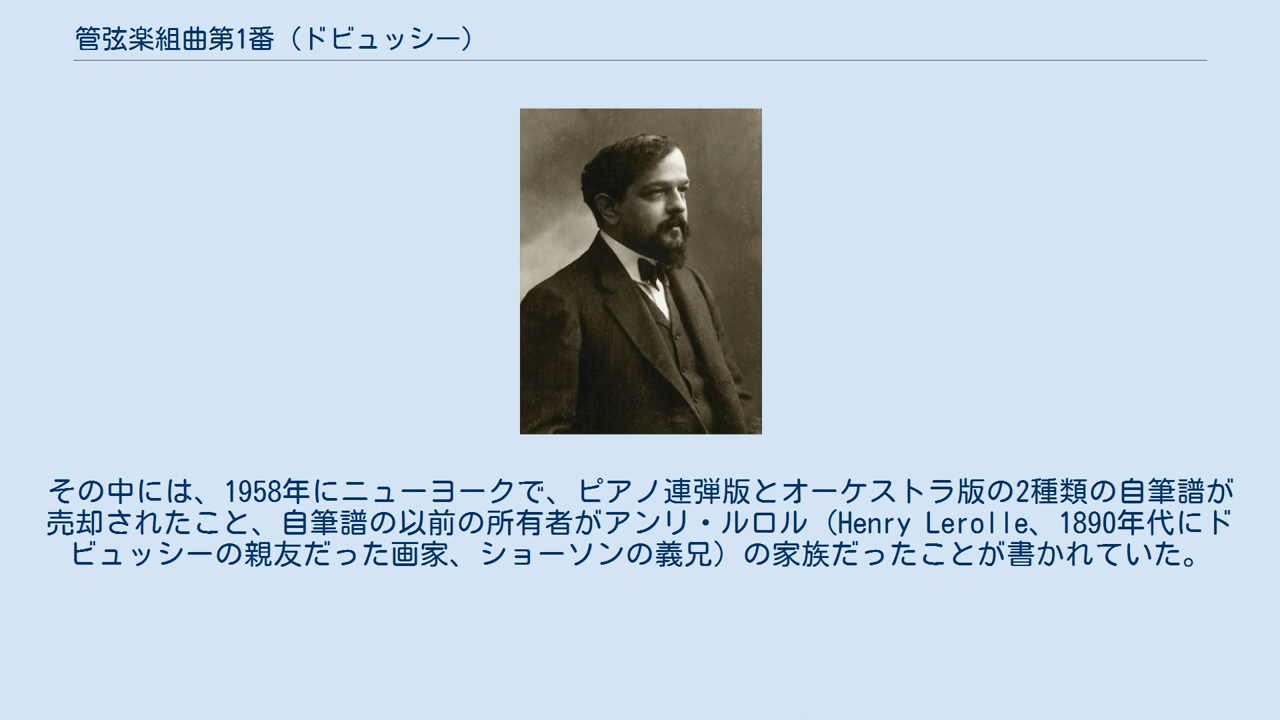 管弦楽組曲第1番（ドビュッシー）
その中には、1958年にニューヨークで、ピアノ連弾版とオーケストラ版の2種類の自筆譜が
売却されたこと、自筆譜の以前の所有者がアンリ・ルロル（Henry Lerolle、1890年代にド
ビュッシーの親友だった画家、ショーソンの義兄）の家族だったことが書かれていた。